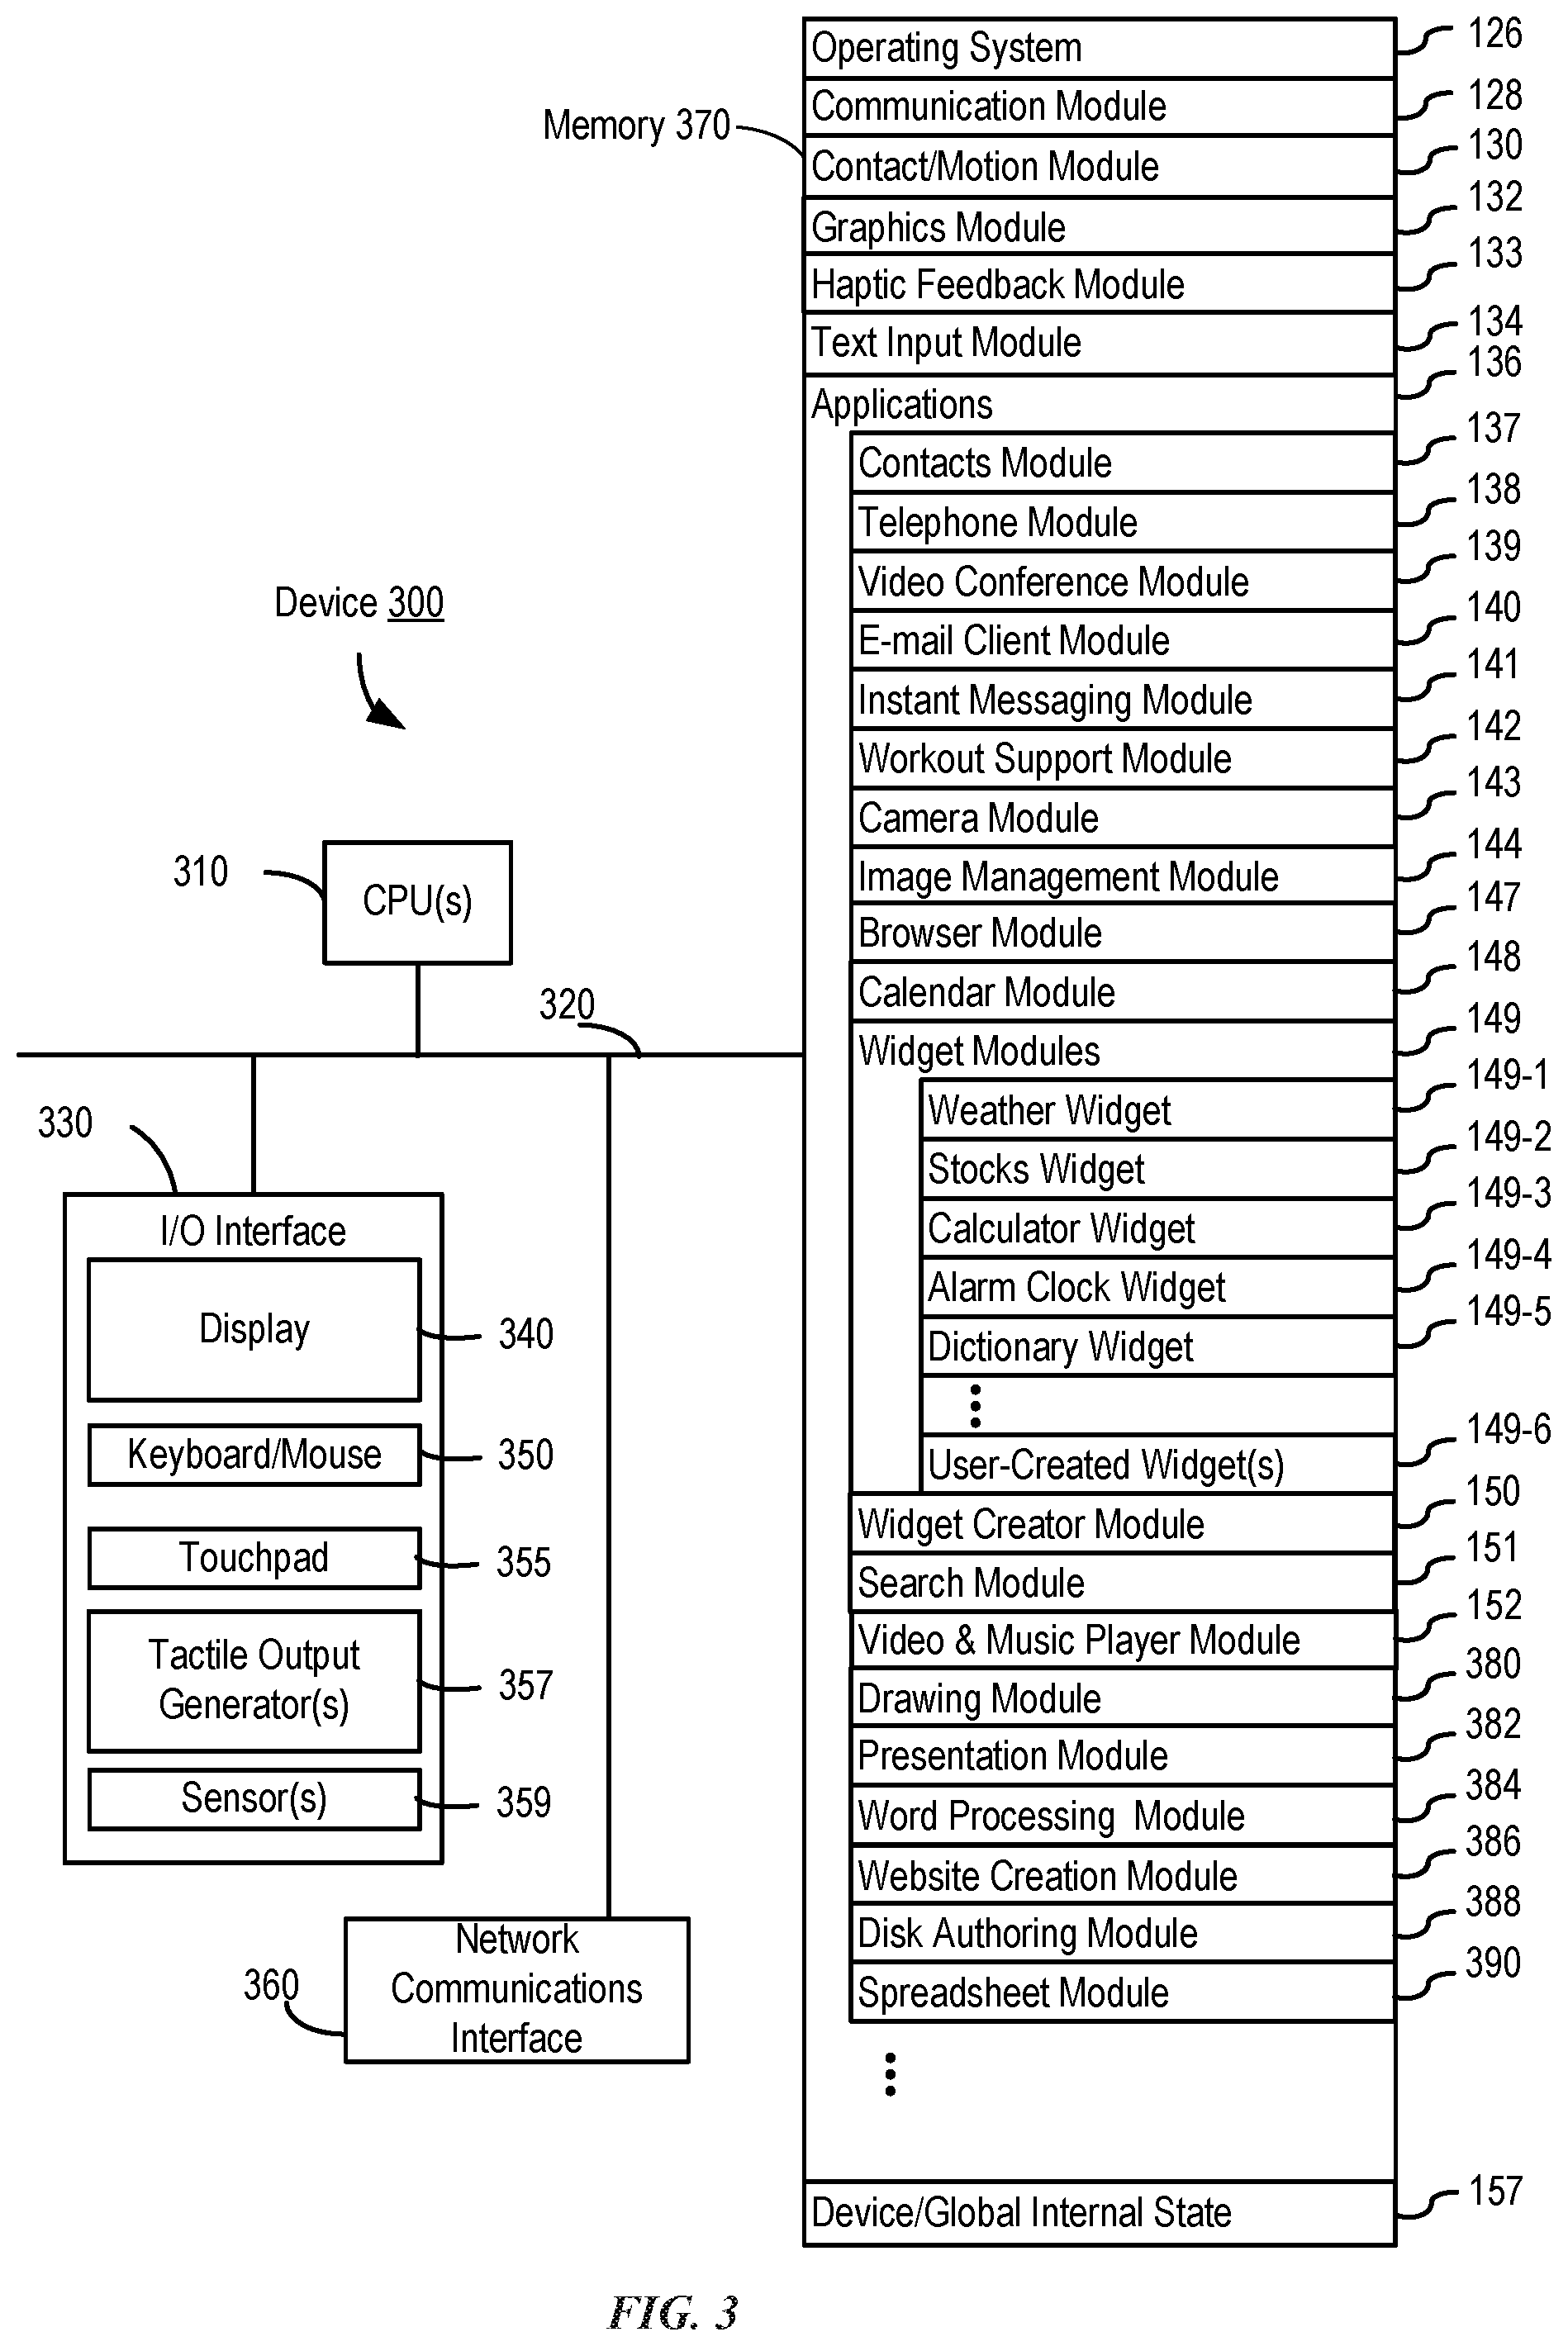 Operating System 126
Communication Module 128
Memory 370
Contact/Motion Module 130
Graphics Module 132
Haptic Feedback Module 133
Text Input Module 134
Applications 136
Contacts Module 137
Telephone Module 138
Video Conference Module 139
E-mail Client Module 140
Instant Messaging Module 141
Workout Support Module 142
Camera Module 143
Image Management Module 144
Browser Module 147
Calendar Module 148
Widget Modules 149
Weather Widget 149-1
Stocks Widget 149-2
Calculator Widget 149-3
Alarm Clock Widget 149-4
Dictionary Widget 149-5
User-Created Widget(s) 149-6
Widget Creator Module 150
Search Module 151
Video & Music Player Module 152
Drawing Module 380
Presentation Module 382
Word Processing Module 384
Website Creation Module 386
Disk Authoring Module 388
Spreadsheet Module 390
Device/Global Internal State 157
Device 300
310
CPU(s)
320
330
I/O Interface
Display 340
Keyboard/Mouse 350
Touchpad 355
Tactile Output
Generator(s) 357
Sensor(s) 359
360
Network
Communications
Interface
FIG. 3